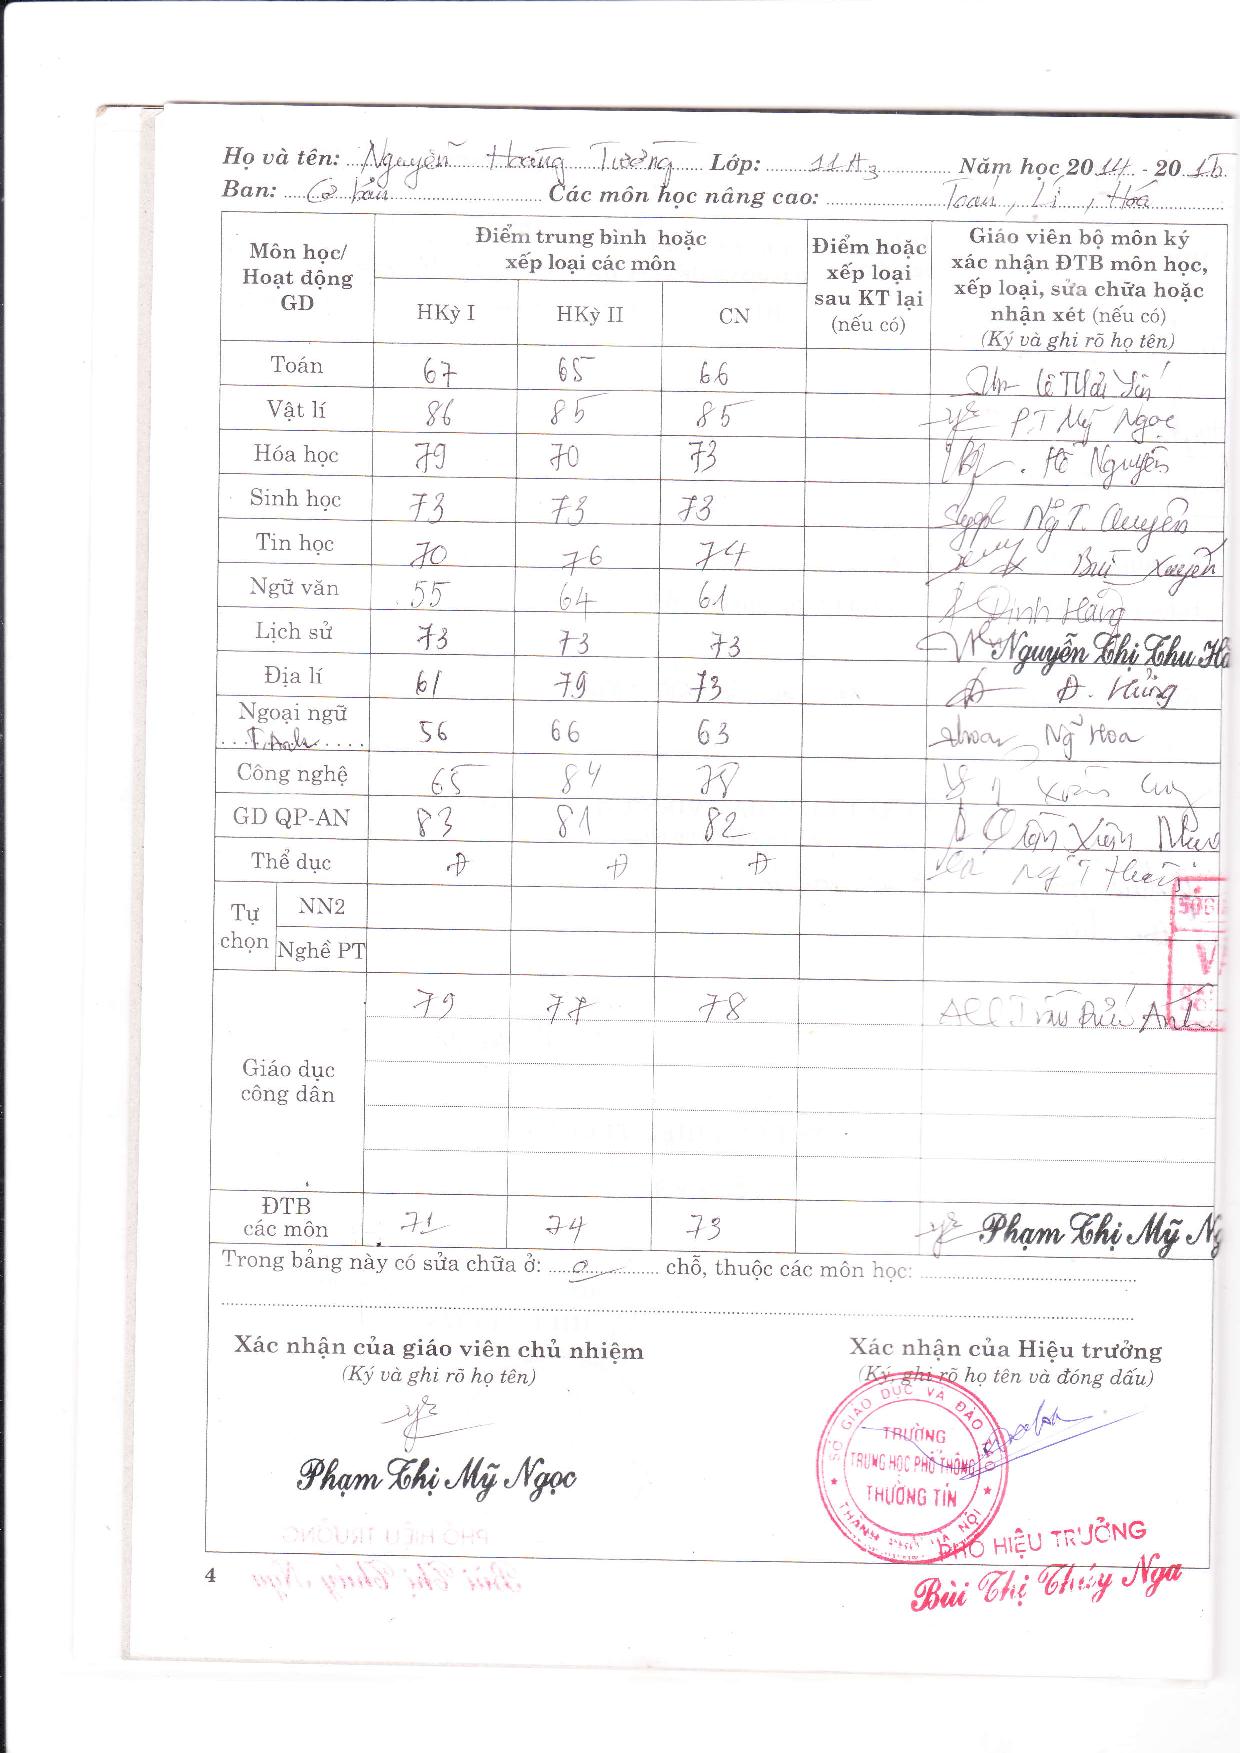 Họ và tên: Nguyễn Hoàng Tường Lớp: 11A3 Năm học 2014 - 2015
Ban: Cơ bản Các môn học nâng cao: Toán, Lí, Hoá
Môn học/ Hoạt động GD
Điểm trung bình hoặc xếp loại các môn
Điểm hoặc xếp loại sau KT lại (nếu có)
Giáo viên bộ môn ký xác nhận ĐTB môn học, xếp loại, sửa chữa hoặc nhận xét (nếu có) (Ký và ghi rõ họ tên)
HKỳ I HKỳ II CN
Toán 67 65 66
Vật lí 86 85 85 P.T Mỹ Ngọc
Hóa học 79 70 73 Hồ Nguyễn
Sinh học 73 73 73 Ng T. Quyên
Tin học 70 76 74 Bùi Xuyến
Ngữ văn 55 64 61 Đinh Hằng
Lịch sử 73 73 73 Nguyễn Thị Thu Hà
Địa lí 61 79 73 Đ. Hùng
Ngoại ngữ T. Anh 56 66 63 Ng Hoa
Công nghệ 65 84 78
GD QP-AN 83 81 82 Trần Xuân
Thể dục Đ Đ Đ
Tự chọn
NN2
Nghề PT
Giáo dục công dân 79 77 78 Trần Đức Anh
ĐTB các môn 71 74 73 Phạm Thị Mỹ Ng
Trong bảng này có sửa chữa ở: 0 chỗ, thuộc các môn học:
Xác nhận của giáo viên chủ nhiệm
Xác nhận của Hiệu trưởng
(Ký và ghi rõ họ tên)
(Ký, ghi rõ họ tên và đóng dấu)
SỞ GIÁO DỤC VÀ ĐÀO
TRƯỜNG
TRUNG HỌC PHỔ THÔNG
THƯỜNG TÍN
THÀNH PHỐ HÀ NỘI
Phạm Thị Mỹ Ngọc
PHÓ HIỆU TRƯỞNG
Bùi Thị Thúy Nga
4